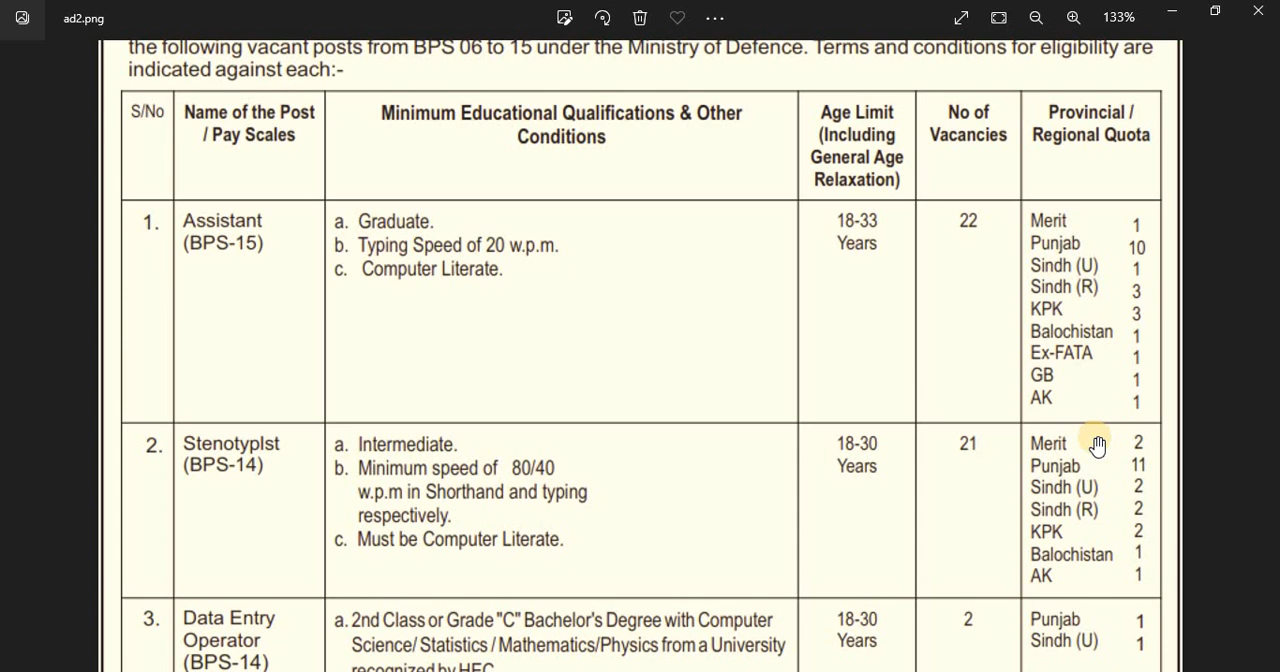 ad2.png
133%
the following vacant posts from BPS 06 to 15 under the Ministry of Defence. Terms and conditions for eligibility are
indicated against each:-
S/No
Name of the Post
/ Pay Scales
Minimum Educational Qualifications & Other
Conditions
Age Limit
(Including
General Age
Relaxation)
No of
Vacancies
Provincial /
Regional Quota
1.
Assistant
(BPS-15)
a. Graduate.
b. Typing Speed of 20 w.p.m.
c. Computer Literate.
18-33
Years
22
Merit 1
Punjab 10
Sindh (U) 1
Sindh (R) 3
KPK 3
Balochistan 1
Ex-FATA 1
GB 1
AK 1
2.
StenotypIst
(BPS-14)
a. Intermediate.
b. Minimum speed of 80/40
w.p.m in Shorthand and typing
respectively.
c. Must be Computer Literate.
18-30
Years
21
Merit 2
Punjab 11
Sindh (U) 2
Sindh (R) 2
KPK 2
Balochistan 1
AK 1
3.
Data Entry
Operator
(BPS-14)
a. 2nd Class or Grade "C" Bachelor's Degree with Computer
Science/ Statistics / Mathematics/Physics from a University
recognized by HEC
18-30
Years
2
Punjab 1
Sindh (U) 1